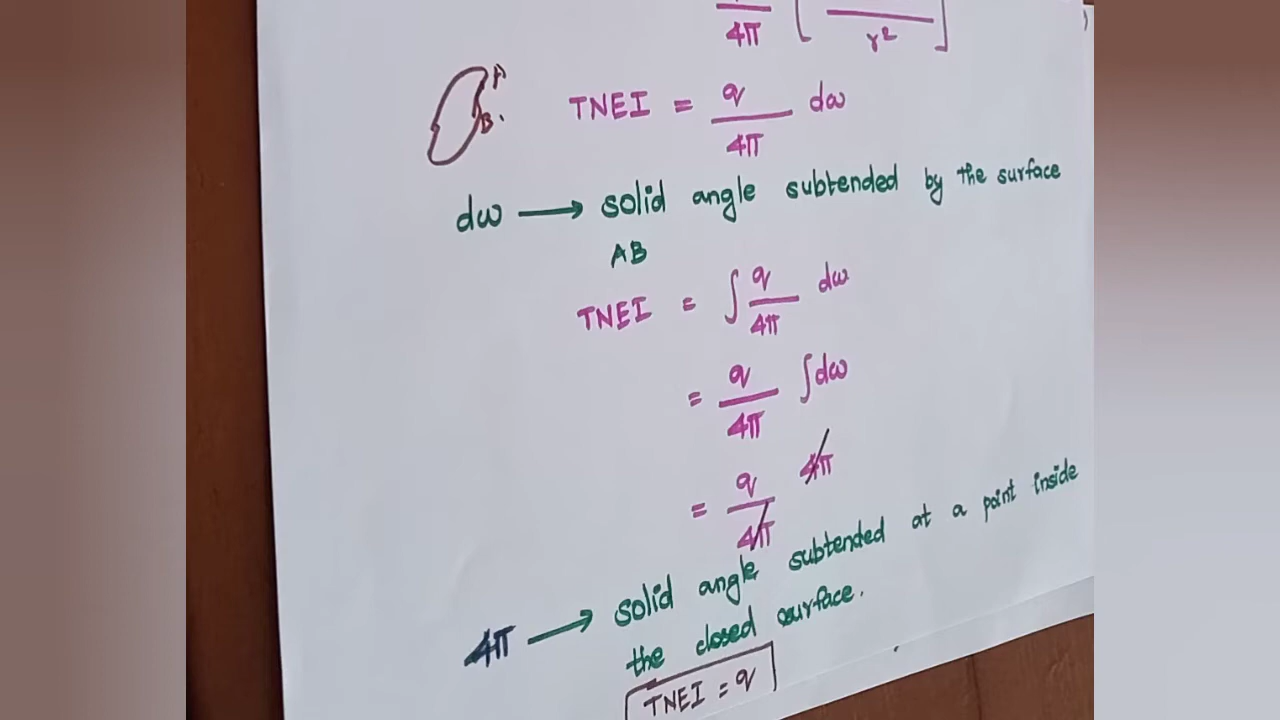 4π [ r² ]
A
B.
TNEI = q/4π dω
dω → solid angle subtended by the surface
AB
TNEI = ∫ q/4π dω
= q/4π ∫dω
= q/4π 4π
4π → solid angle subtended at a point inside
the closed surface.
TNEI = q